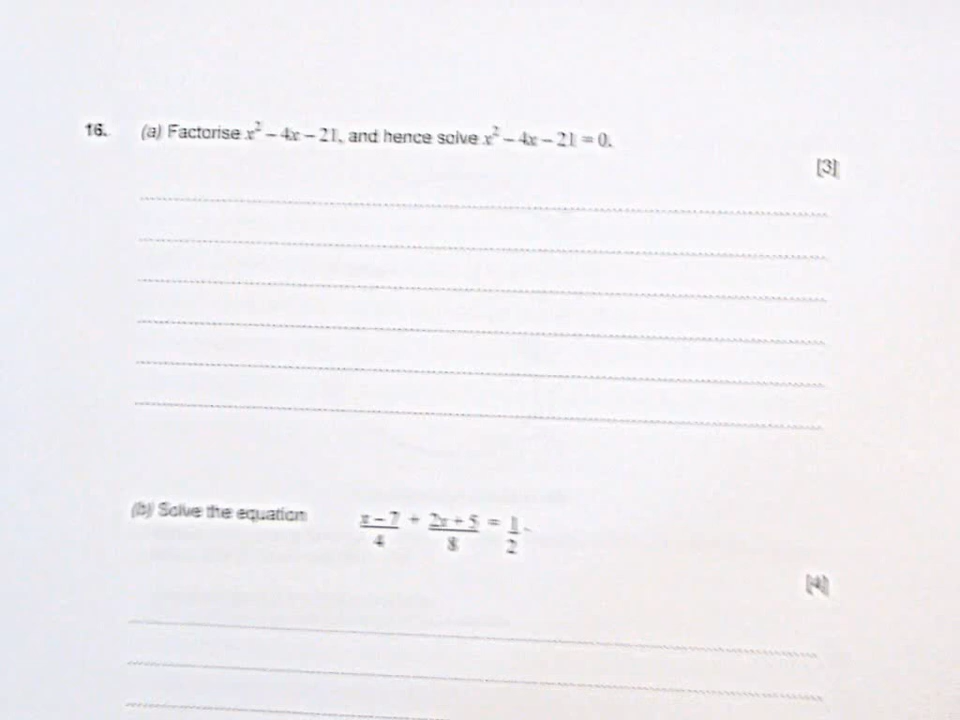 16. (a) Factorise x² – 4x – 21, and hence solve x² – 4x – 21 = 0.
[3]
(b) Solve the equation x – 7 / 4 + 2x + 5 / 8 = 1 / 2 .
[4]